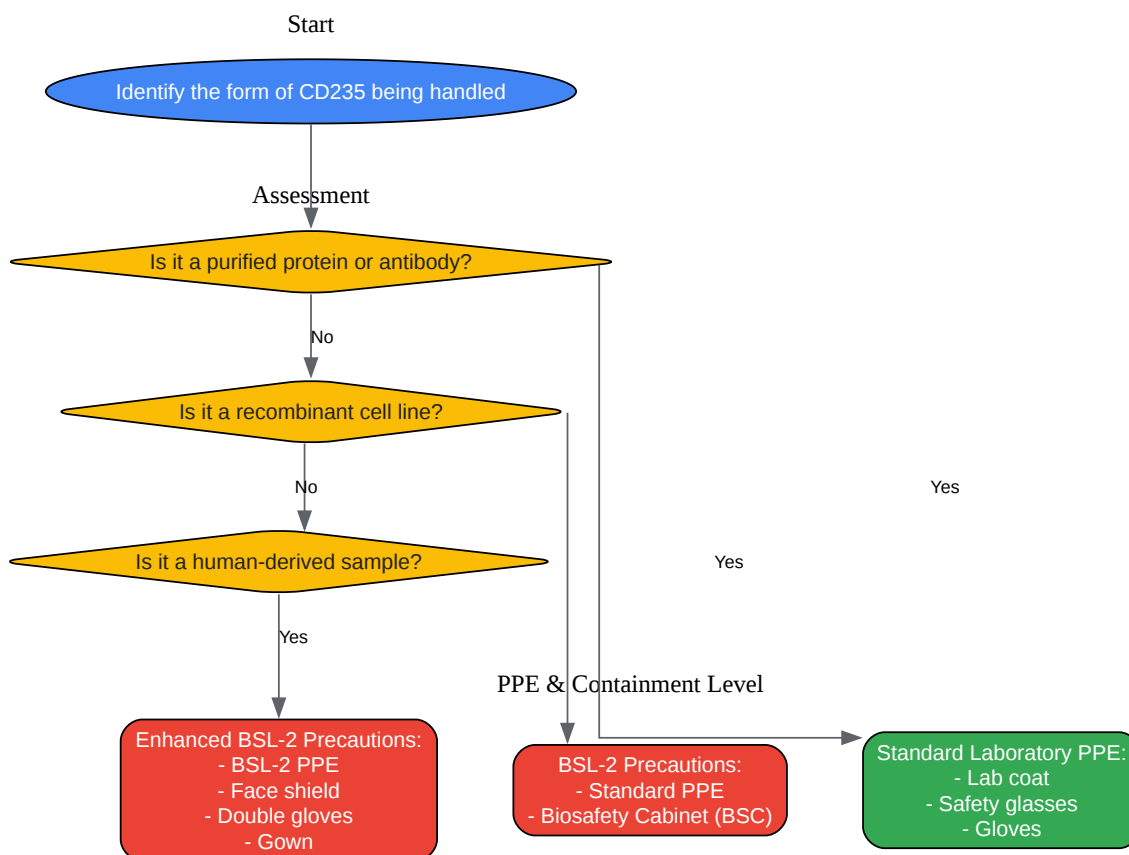 Start
Identify the form of CD235 being handled
Assessment
Is it a purified protein or antibody?
No
Is it a recombinant cell line?
No
Yes
Is it a human-derived sample?
Yes
Yes
PPE & Containment Level
Enhanced BSL-2 Precautions:
- BSL-2 PPE
- Face shield
- Double gloves
- Gown
BSL-2 Precautions:
- Standard PPE
- Biosafety Cabinet (BSC)
Standard Laboratory PPE:
- Lab coat
- Safety glasses
- Gloves